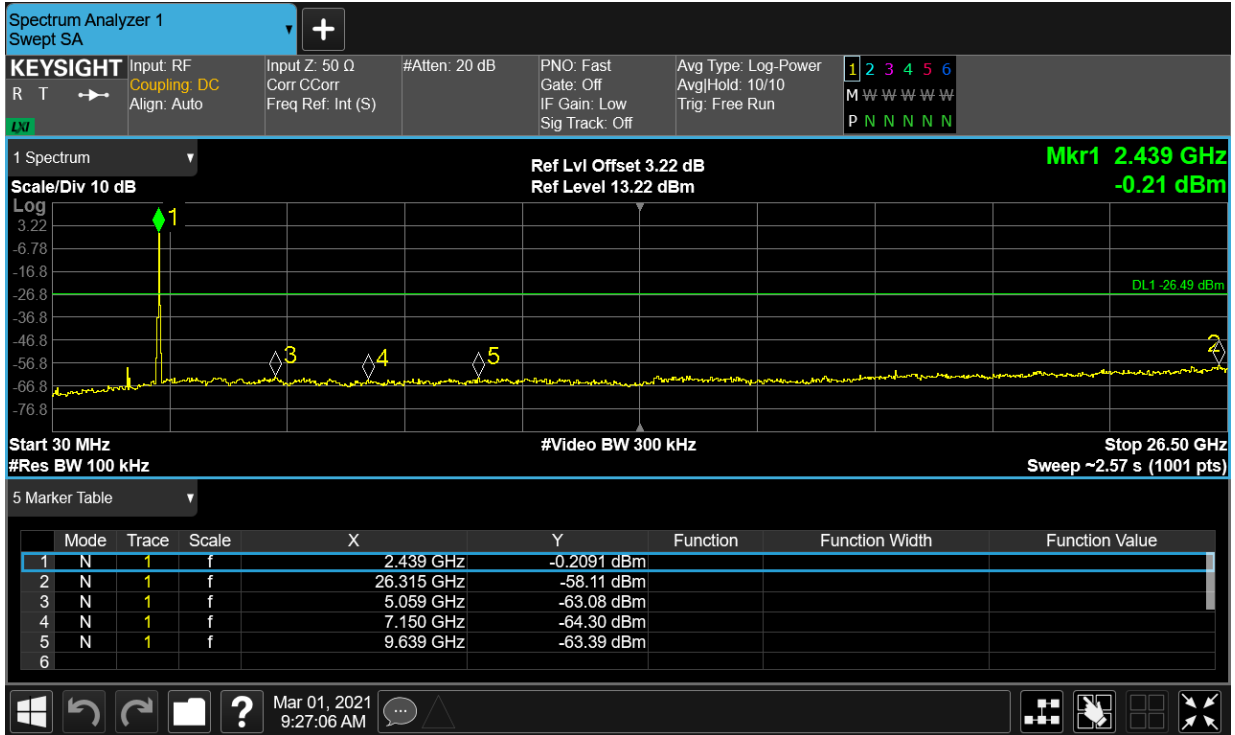 Spectrum Analyzer 1
Swept SA
KEYSIGHT Input: RF Input Z: 50 Ω #Atten: 20 dB PNO: Fast Avg Type: Log-Power 1 2 3 4 5 6
R T Coupling: DC Corr CCorr Gate: Off Avg|Hold: 10/10 M W W W W W
Align: Auto Freq Ref: Int (S) IF Gain: Low Trig: Free Run P N N N N N
LXI Sig Track: Off
1 Spectrum Ref Lvl Offset 3.22 dB Mkr1 2.439 GHz
Scale/Div 10 dB Ref Level 13.22 dBm -0.21 dBm
Log
1
3.22
-6.78
-16.8
DL1 -26.49 dBm
-26.8
-36.8
-46.8
3 4 5 2
-56.8
-66.8
-76.8
Start 30 MHz #Video BW 300 kHz Stop 26.50 GHz
#Res BW 100 kHz Sweep ~2.57 s (1001 pts)
5 Marker Table
Mode Trace Scale X Y Function Function Width Function Value
1 N 1 f 2.439 GHz -0.2091 dBm
2 N 1 f 26.315 GHz -58.11 dBm
3 N 1 f 5.059 GHz -63.08 dBm
4 N 1 f 7.150 GHz -64.30 dBm
5 N 1 f 9.639 GHz -63.39 dBm
6
? Mar 01, 2021
9:27:06 AM